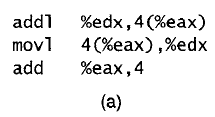 addl %edx,4(%eax)
movl 4(%eax),%edx
add %eax,4
(a)